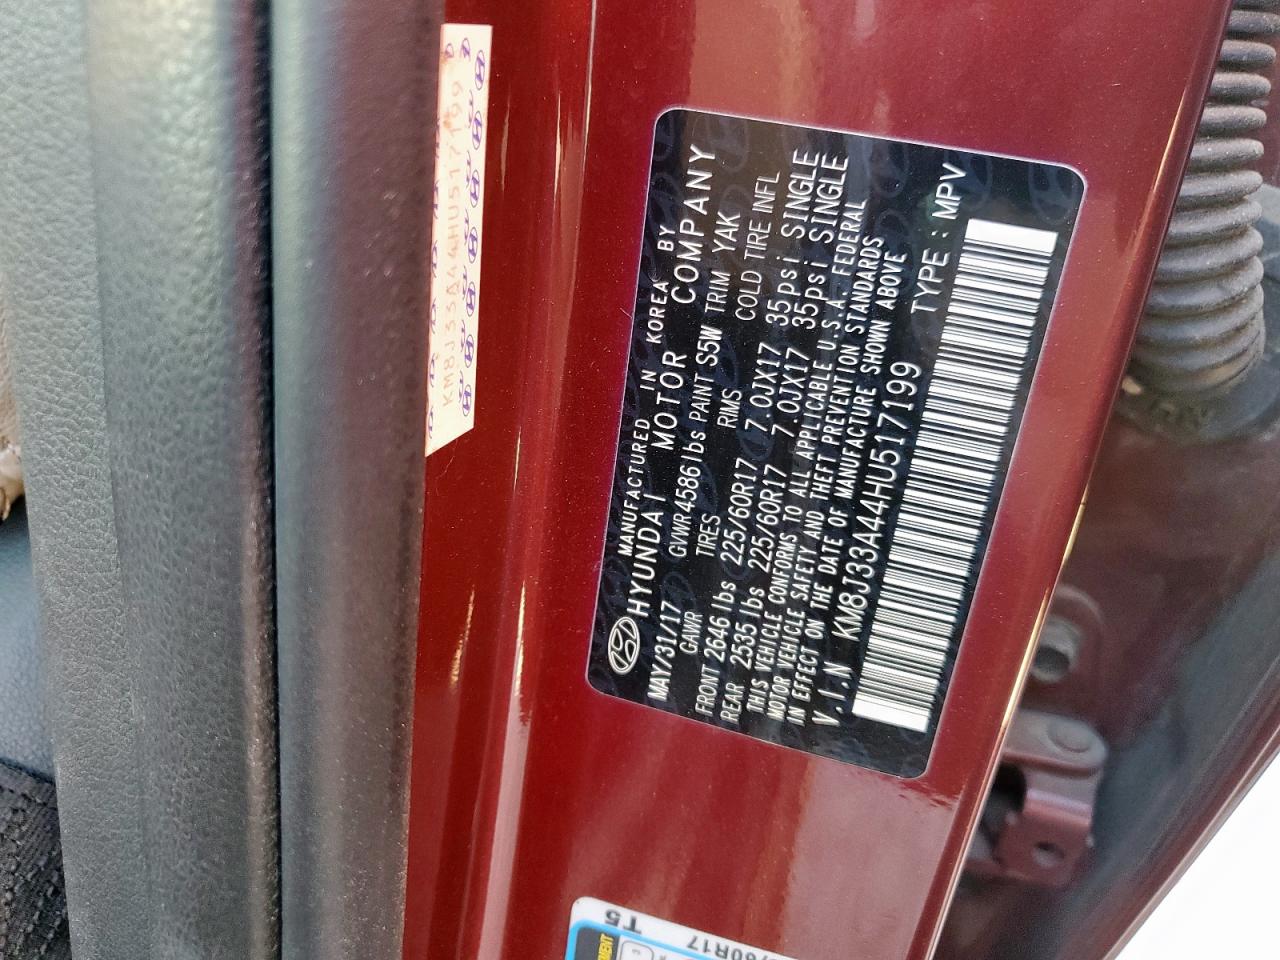 KM8J33A44HU517199
MANUFACTURED IN KOREA BY
HYUNDAI MOTOR COMPANY
MAY/31/17 GVWR 4586 lbs PAINT S5W TRIM YAK
GAWR TIRES RIMS COLD TIRE INFL
FRONT 2646 lbs 225/60R17 7.0JX17 35psi SINGLE
REAR 2535 lbs 225/60R17 7.0JX17 35psi SINGLE
THIS VEHICLE CONFORMS TO ALL APPLICABLE U.S.A. FEDERAL
MOTOR VEHICLE SAFETY AND THEFT PREVENTION STANDARDS
IN EFFECT ON THE DATE OF MANUFACTURE SHOWN ABOVE
V.I.N KM8J33A44HU517199 TYPE : MPV
T5
/60R17